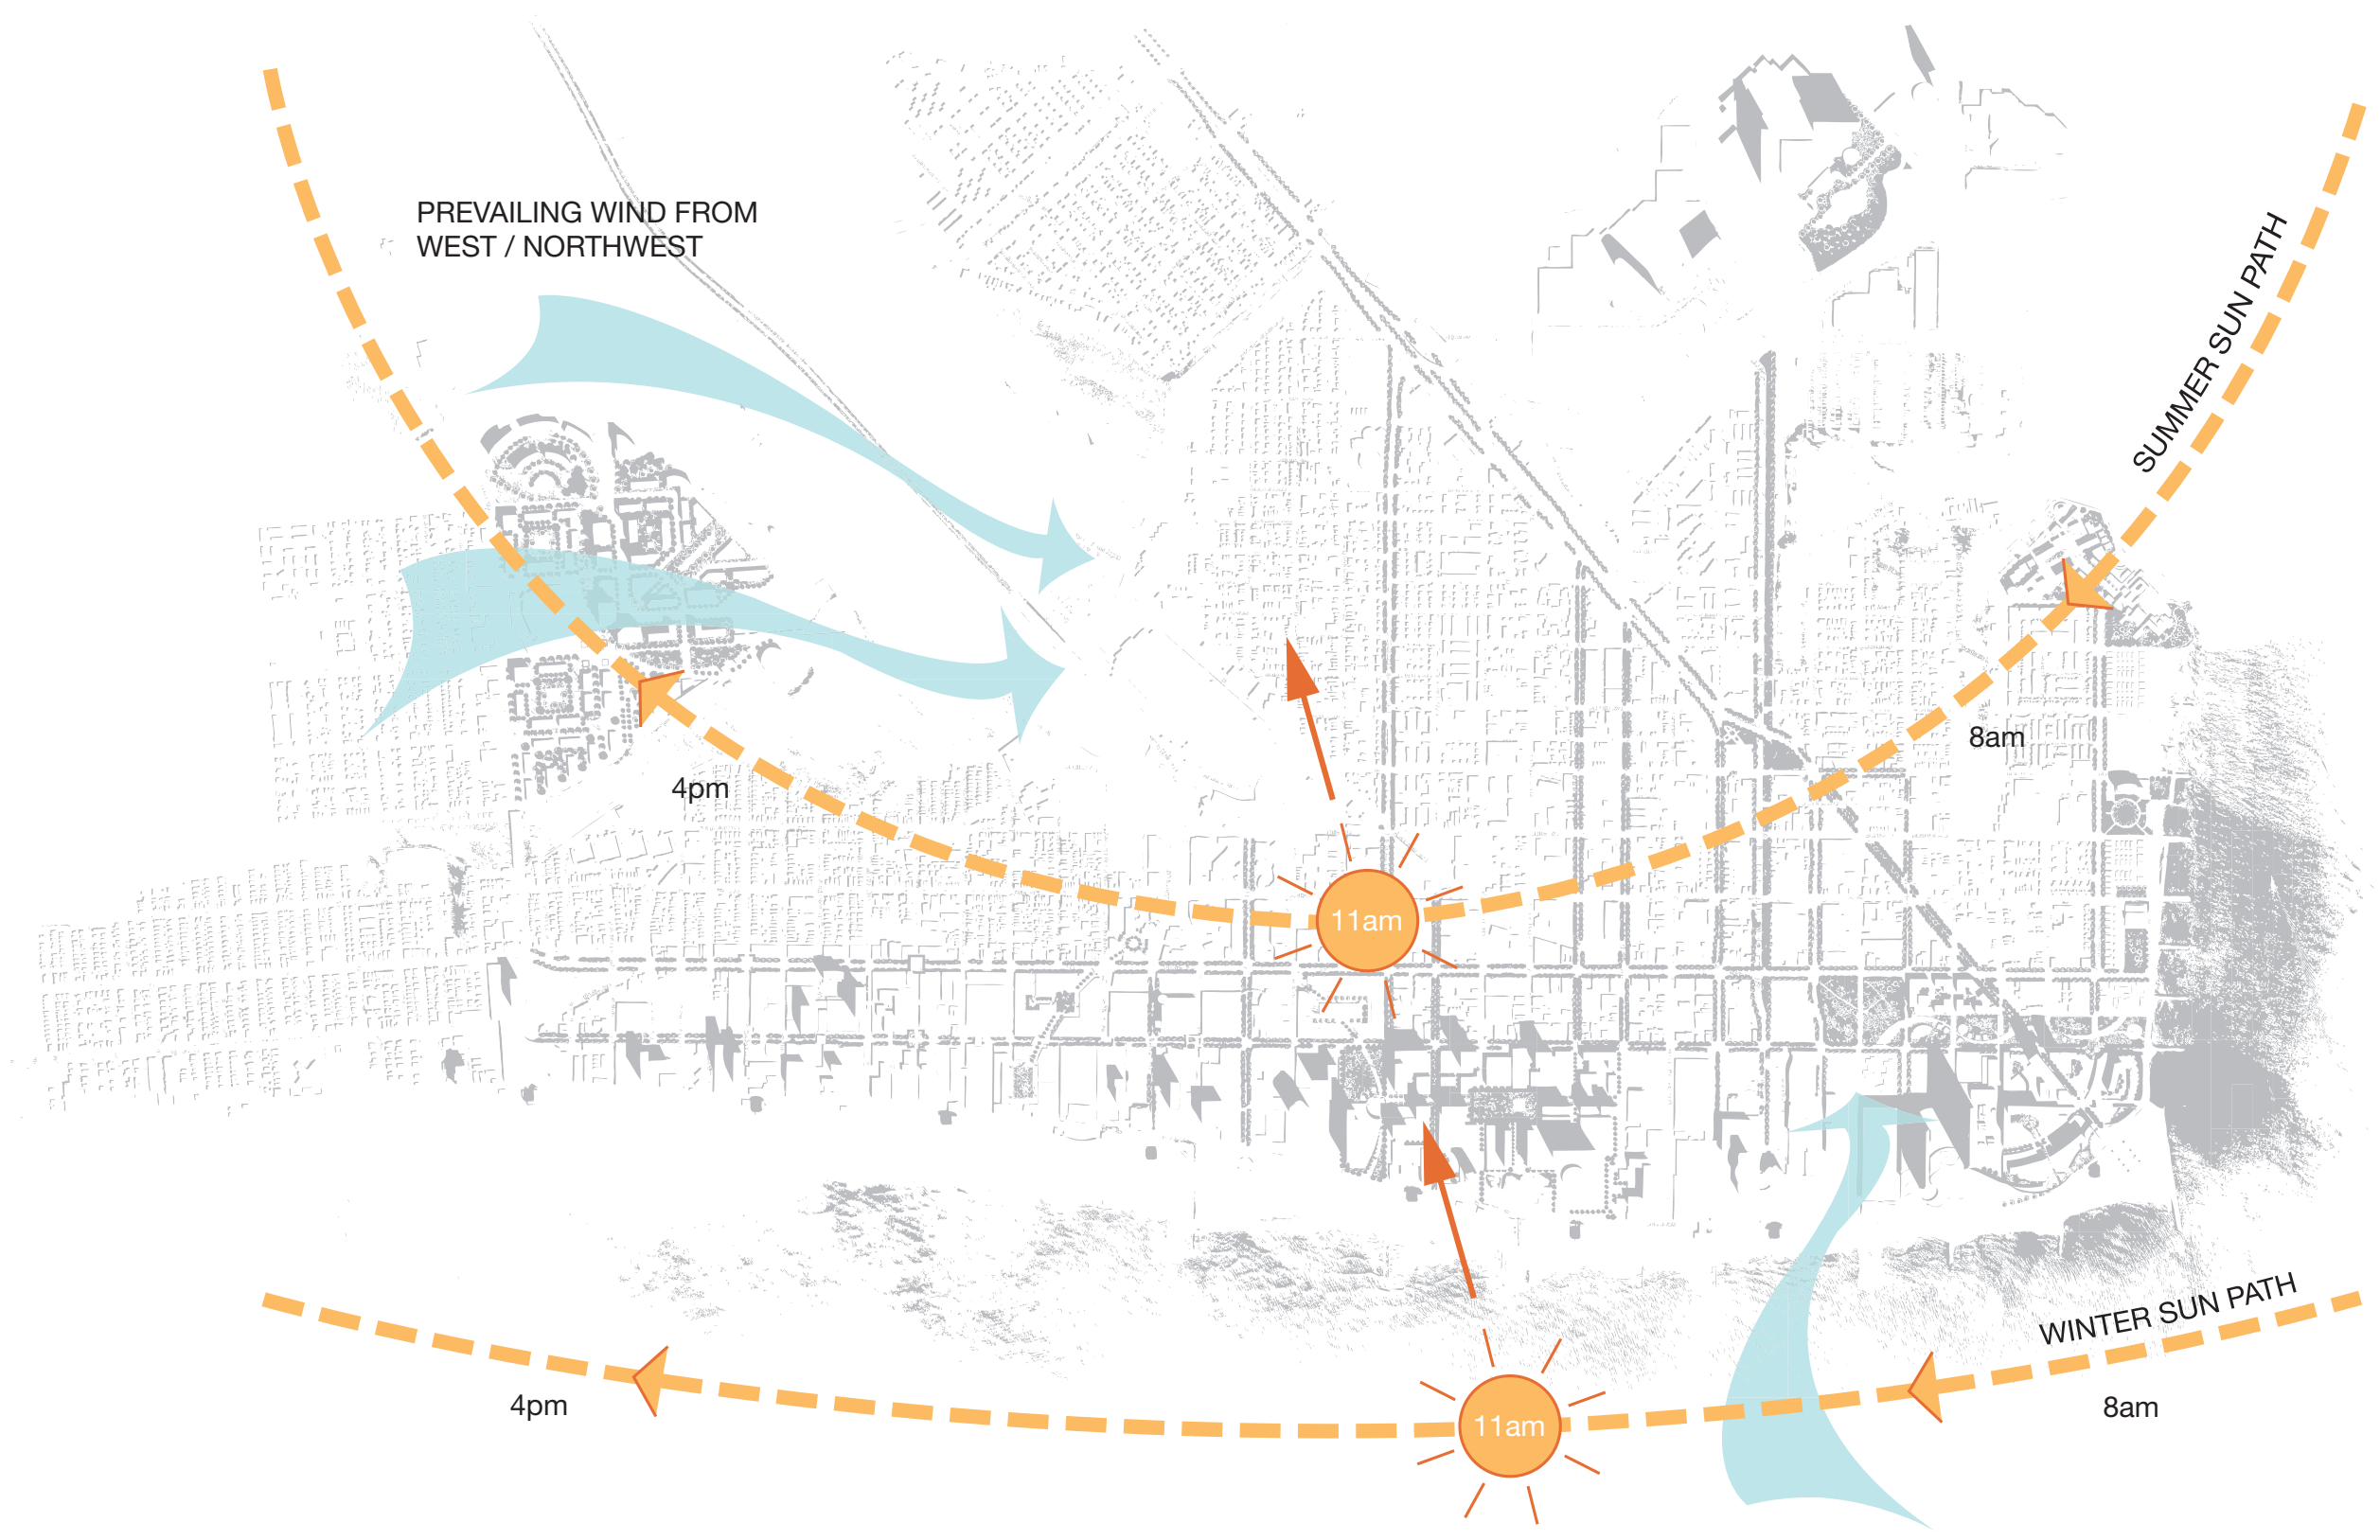 PREVAILING WIND FROM
WEST / NORTHWEST
SUMMER SUN PATH
8am
4pm
11am
WINTER SUN PATH
4pm
11am
8am